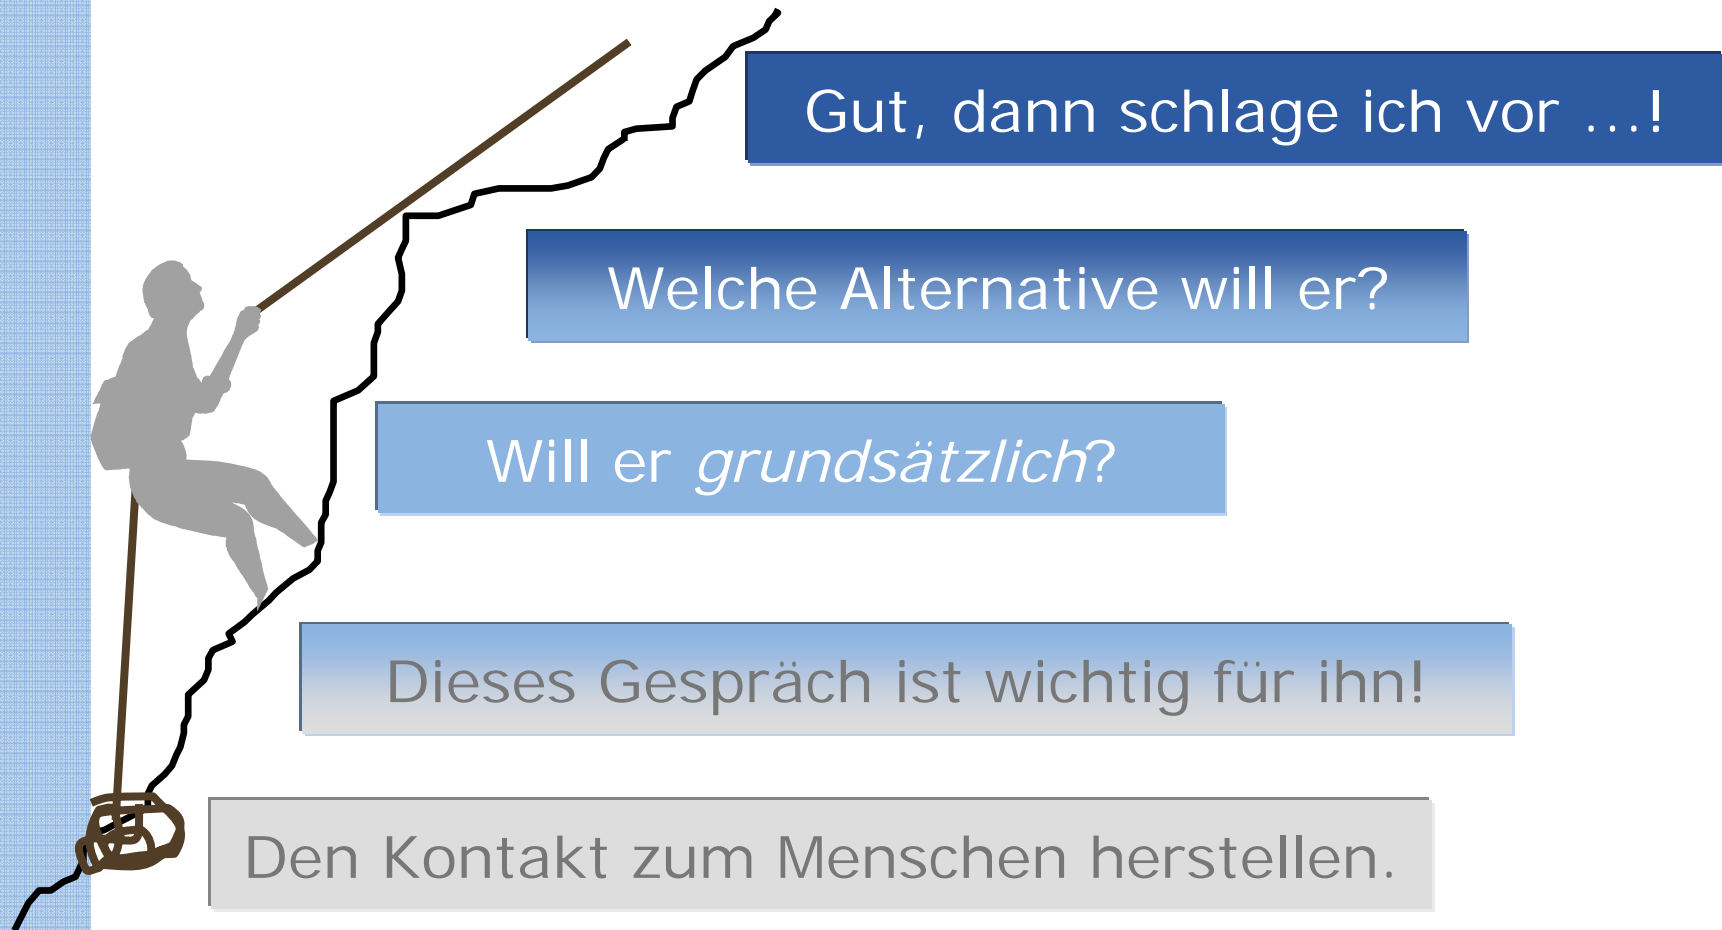 Gut, dann schlage ich vor ...!
Welche Alternative will er?
Will er grundsätzlich?
Dieses Gespräch ist wichtig für ihn!
Den Kontakt zum Menschen herstellen.